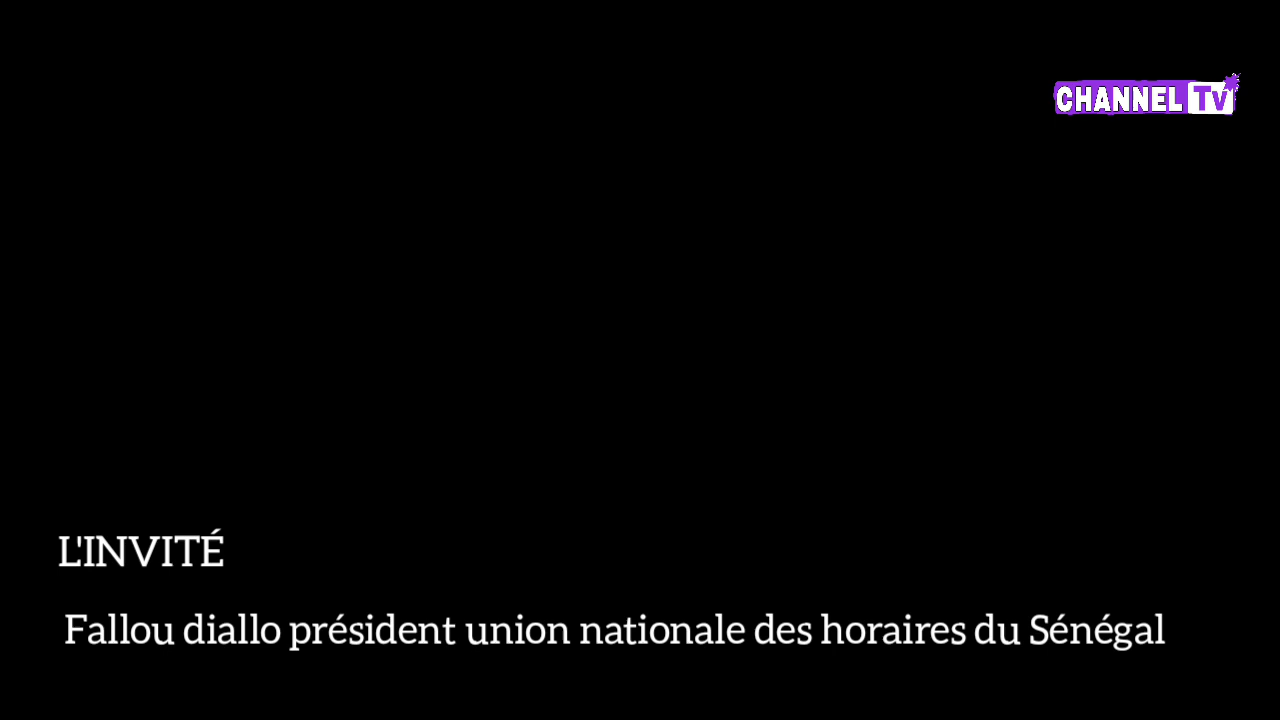 CHANNEL TV
L'INVITÉ
Fallou diallo président union nationale des horaires du Sénégal